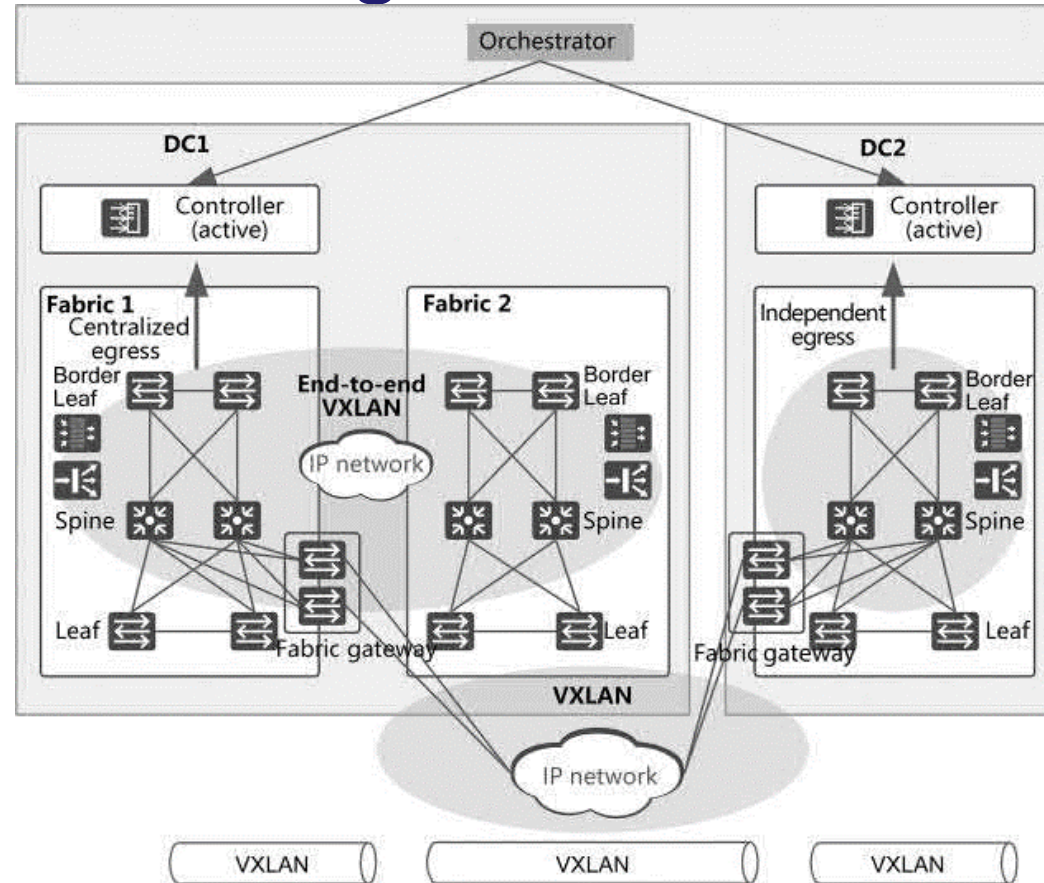 Orchestrator
DC1
DC2
Controller
(active)
Controller
(active)
Fabric 1
Centralized
egress
Fabric 2
Independent
egress
Border
Leaf
End-to-end
VXLAN
IP network
Border
Leaf
Border
Leaf
Spine
Spine
Spine
Leaf
Fabric gateway
Leaf
Fabric gateway
Leaf
VXLAN
IP network
VXLAN
VXLAN
VXLAN